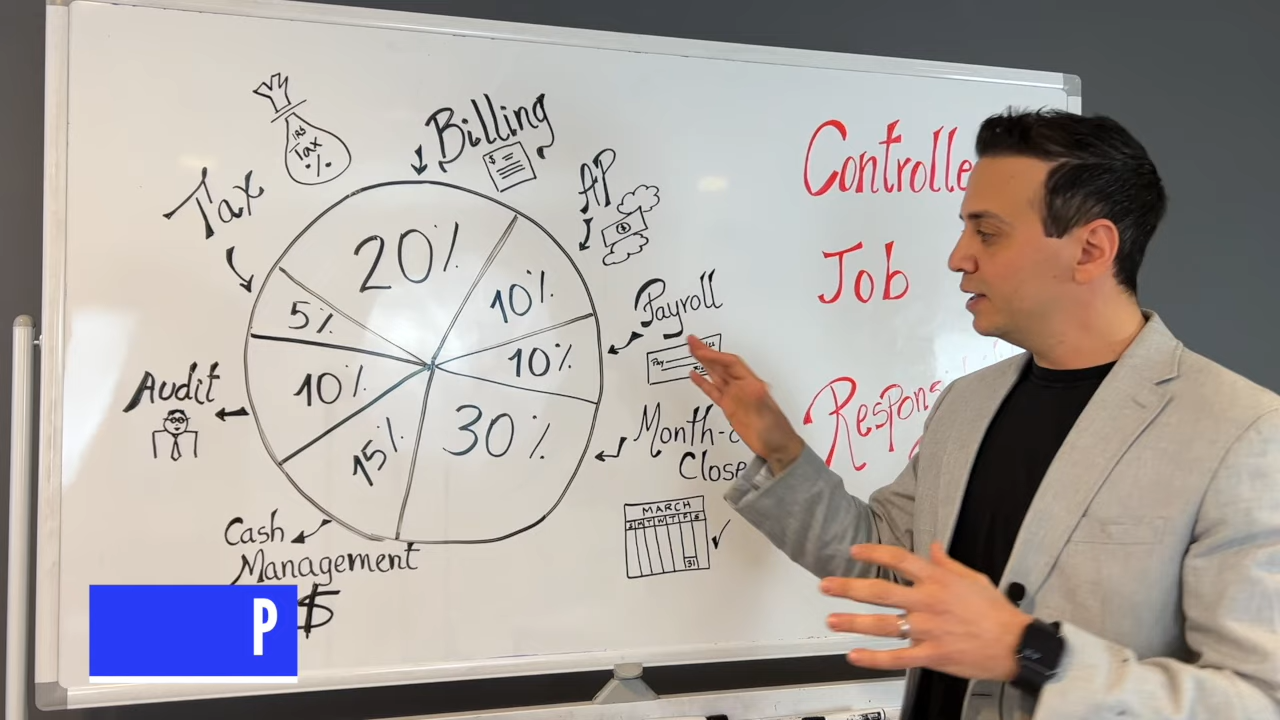 Billing
$
IRS
Tax
%
AP
$
Tax
20%
Controlle
10%
Payroll
5%
Pay
Job
10%
Audit
10%
30%
15%
Month-
Close
Respons
MARCH
S M T W T F S
31
Cash
Management
$
P